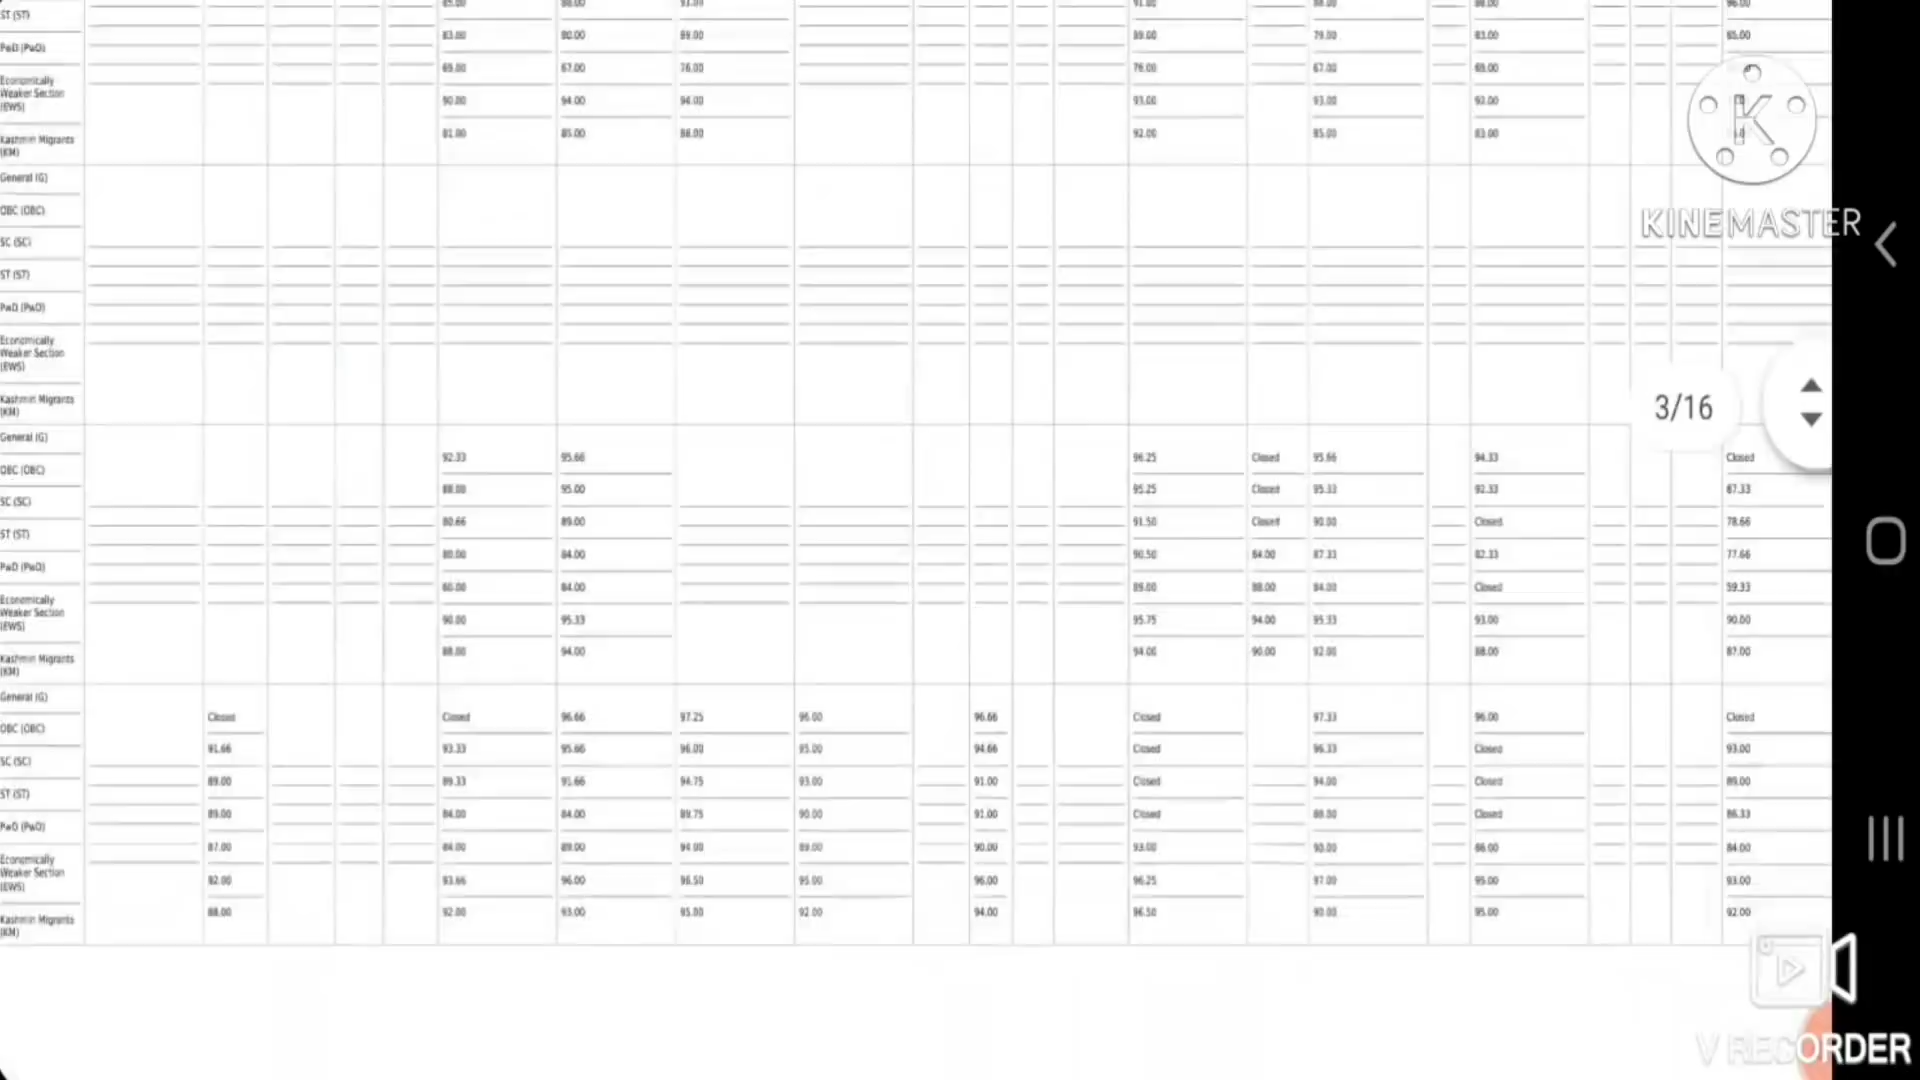 85.00 88.00 93.00 91.00 88.00 88.00 96.00
ST (ST)
83.00 80.00 89.00 89.00 79.00 83.00 85.00
PwD (PwD)
69.00 67.00 76.00 76.00 67.00 69.00
Economically
Weaker Section
(EWS)
90.00 94.00 94.00 93.00 93.00 92.00
Kashmiri Migrants
(KM)
81.00 85.00 88.00 92.00 85.00 83.00
K
KINEMASTER
General (G)
OBC (OBC)
SC (SC)
ST (ST)
PwD (PwD)
Economically
Weaker Section
(EWS)
Kashmiri Migrants
(KM)
3/16
General (G)
92.33 95.66 96.25 Closed 95.66 94.33 Closed
OBC (OBC)
88.00 95.00 95.25 Closed 95.33 92.33 87.33
SC (SC)
80.66 89.00 91.50 Closed 90.00 Closed 78.66
ST (ST)
80.00 84.00 90.50 84.00 87.33 82.33 77.66
PwD (PwD)
60.00 84.00 89.00 88.00 84.00 Closed 59.33
Economically
Weaker Section
(EWS)
90.00 95.33 95.75 94.00 95.33 93.00 90.00
Kashmiri Migrants
(KM)
88.00 94.00 94.00 90.00 92.00 88.00 87.00
General (G)
Closed Closed 96.66 97.25 96.00 96.66 Closed 97.33 96.00 Closed
OBC (OBC)
91.66 93.33 95.66 96.00 95.00 94.66 Closed 96.33 Closed 93.00
SC (SC)
89.00 89.33 91.66 94.75 93.00 91.00 Closed 94.00 Closed 89.00
ST (ST)
89.00 84.00 84.00 89.75 90.00 91.00 Closed 88.00 Closed 86.33
PwD (PwD)
87.00 84.00 89.00 94.00 89.00 90.00 93.00 90.00 86.00 84.00
Economically
Weaker Section
(EWS)
92.00 93.66 96.00 96.50 95.00 96.00 96.25 97.00 95.00 93.00
Kashmiri Migrants
(KM)
88.00 92.00 93.00 95.00 92.00 94.00 96.50 90.00 95.00 92.00
V RECORDER